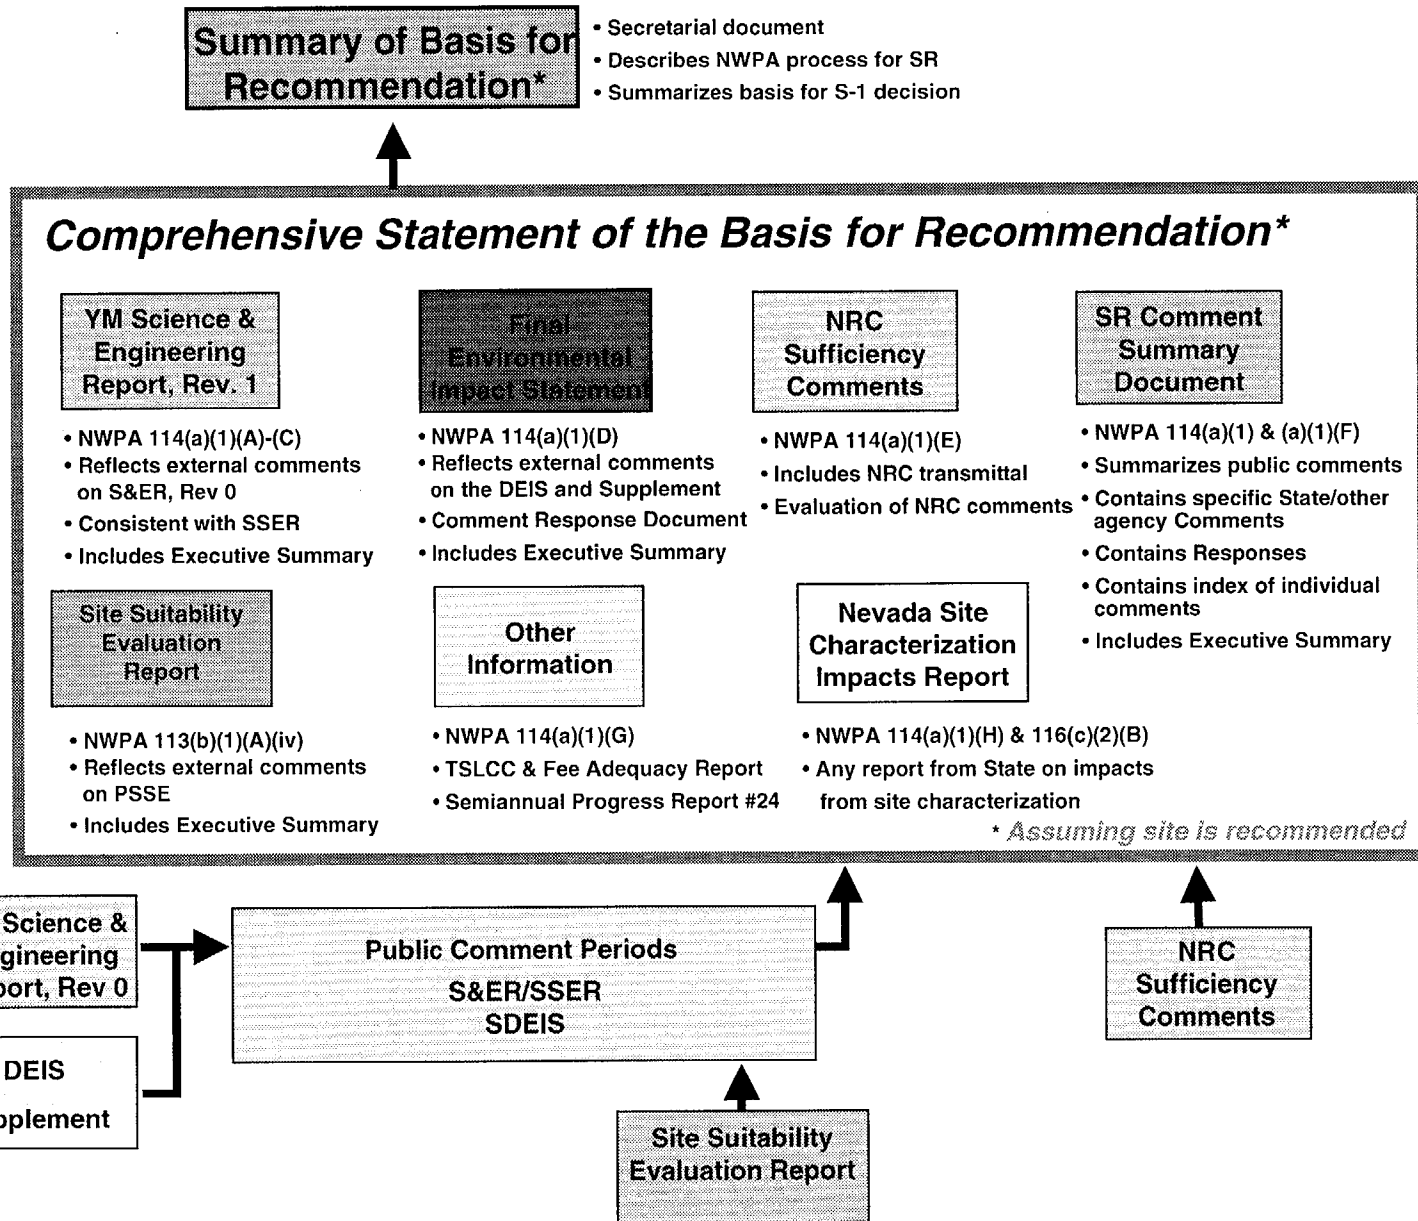 Summary of Basis for
Recommendation*
• Secretarial document
• Describes NWPA process for SR
• Summarizes basis for S-1 decision
Comprehensive Statement of the Basis for Recommendation*
YM Science &
Engineering
Report, Rev. 1
• NWPA 114(a)(1)(A)-(C)
• Reflects external comments
on S&ER, Rev 0
• Consistent with SSER
• Includes Executive Summary
Final
Environmental
Impact Statement
• NWPA 114(a)(1)(D)
• Reflects external comments
on the DEIS and Supplement
• Comment Response Document
• Includes Executive Summary
NRC
Sufficiency
Comments
• NWPA 114(a)(1)(E)
• Includes NRC transmittal
• Evaluation of NRC comments
SR Comment
Summary
Document
• NWPA 114(a)(1) & (a)(1)(F)
• Summarizes public comments
• Contains specific State/other
agency Comments
• Contains Responses
• Contains index of individual
comments
• Includes Executive Summary
Site Suitability
Evaluation
Report
• NWPA 113(b)(1)(A)(iv)
• Reflects external comments
on PSSE
• Includes Executive Summary
Other
Information
• NWPA 114(a)(1)(G)
• TSLCC & Fee Adequacy Report
• Semiannual Progress Report #24
Nevada Site
Characterization
Impacts Report
• NWPA 114(a)(1)(H) & 116(c)(2)(B)
• Any report from State on impacts
from site characterization
* Assuming site is recommended
Science &
gineering
port, Rev 0
DEIS
pplement
Public Comment Periods
S&ER/SSER
SDEIS
NRC
Sufficiency
Comments
Site Suitability
Evaluation Report